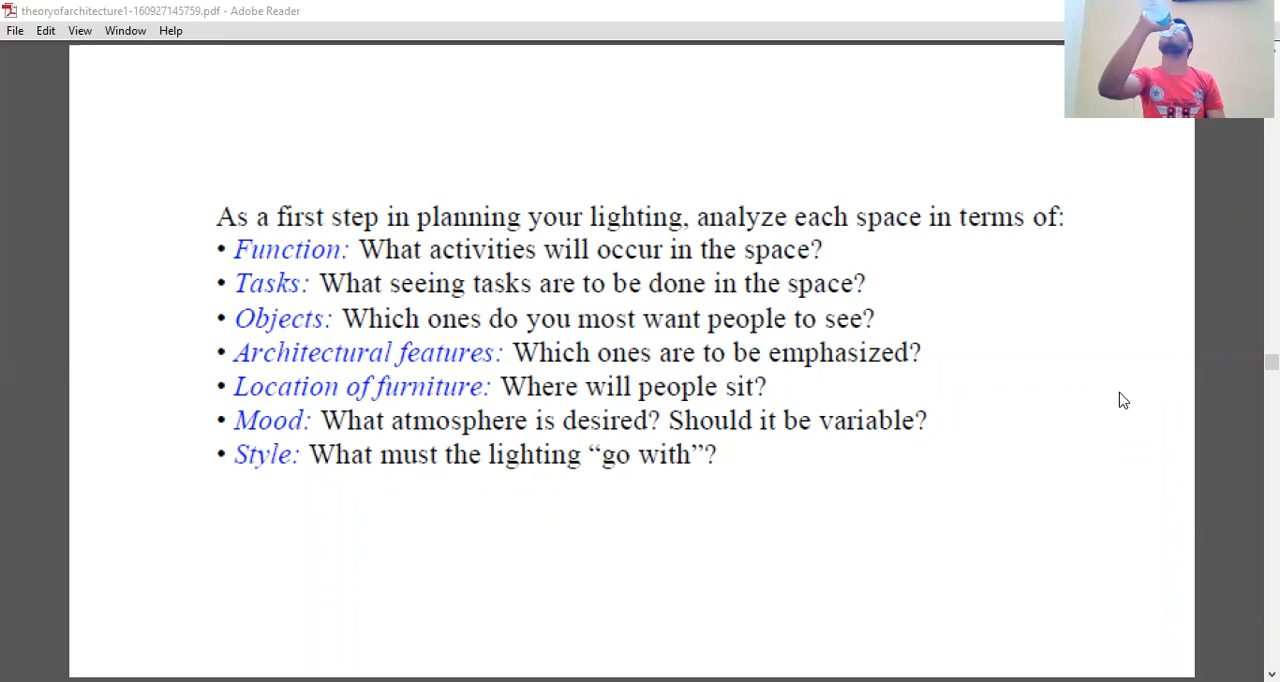 theoryofarchitecture1-160927145759.pdf - Adobe Reader
File Edit View Window Help
As a first step in planning your lighting, analyze each space in terms of:
• Function: What activities will occur in the space?
• Tasks: What seeing tasks are to be done in the space?
• Objects: Which ones do you most want people to see?
• Architectural features: Which ones are to be emphasized?
• Location of furniture: Where will people sit?
• Mood: What atmosphere is desired? Should it be variable?
• Style: What must the lighting “go with”?